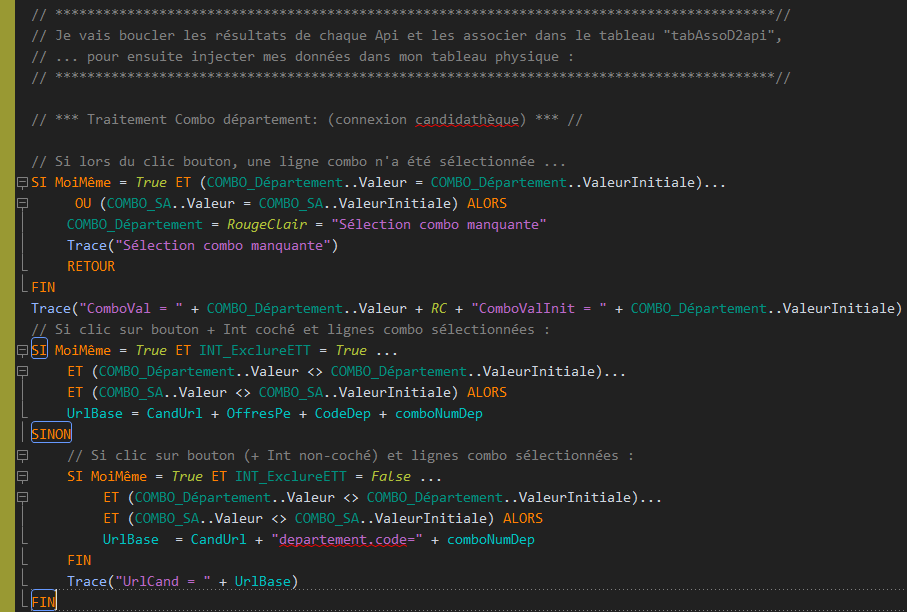 // *******************************************************************************************//
// Je vais boucler les résultats de chaque Api et les associer dans le tableau "tabAssoD2api",
// ... pour ensuite injecter mes données dans mon tableau physique :
// *******************************************************************************************//
// *** Traitement Combo département: (connexion candidathèque) *** //
// Si lors du clic bouton, une ligne combo n'a été sélectionnée ...
SI MoiMême = True ET (COMBO_Département..Valeur = COMBO_Département..ValeurInitiale)...
OU (COMBO_SA..Valeur = COMBO_SA..ValeurInitiale) ALORS
COMBO_Département = RougeClair = "Sélection combo manquante"
Trace("Sélection combo manquante")
RETOUR
FIN
Trace("ComboVal = " + COMBO_Département..Valeur + RC + "ComboValInit = " + COMBO_Département..ValeurInitiale)
// Si clic sur bouton + Int coché et lignes combo sélectionnées :
SI MoiMême = True ET INT_ExclureETT = True ...
ET (COMBO_Département..Valeur <> COMBO_Département..ValeurInitiale)...
ET (COMBO_SA..Valeur <> COMBO_SA..ValeurInitiale) ALORS
UrlBase = CandUrl + OffresPe + CodeDep + comboNumDep
SINON
// Si clic sur bouton (+ Int non-coché) et lignes combo sélectionnées :
SI MoiMême = True ET INT_ExclureETT = False ...
ET (COMBO_Département..Valeur <> COMBO_Département..ValeurInitiale)...
ET (COMBO_SA..Valeur <> COMBO_SA..ValeurInitiale) ALORS
UrlBase  = CandUrl + "departement.code=" + comboNumDep
FIN
Trace("UrlCand = " + UrlBase)
FIN